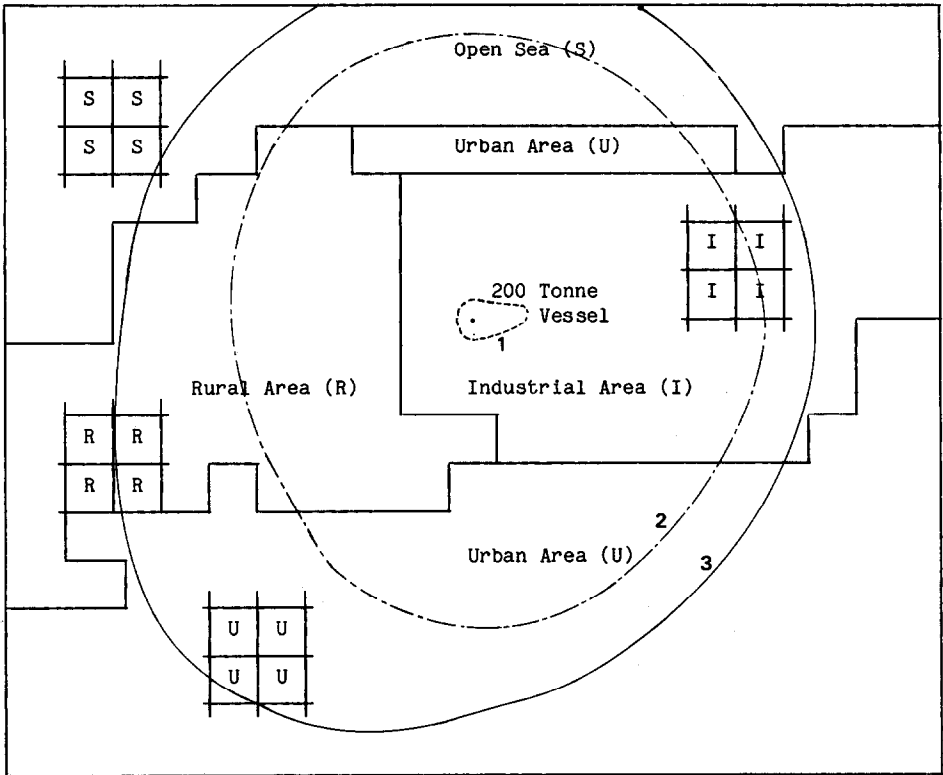 Open Sea (S)
S S
S S
Urban Area (U)
I I
I I
200 Tonne
Vessel
1
Rural Area (R)
Industrial Area (I)
R R
R R
2
Urban Area (U)
3
U U
U U